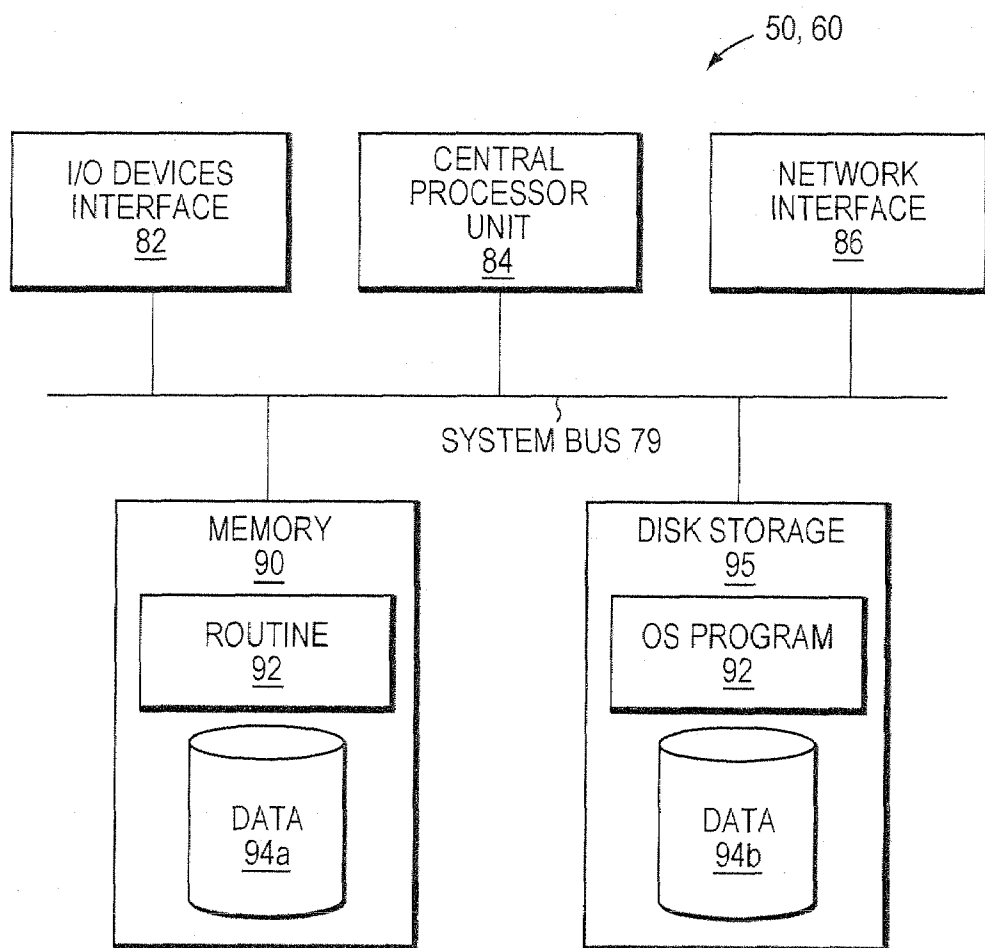 50, 60
I/O DEVICES
INTERFACE
82
CENTRAL
PROCESSOR
UNIT
84
NETWORK
INTERFACE
86
SYSTEM BUS 79
MEMORY
90
ROUTINE
92
DATA
94a
DISK STORAGE
95
OS PROGRAM
92
DATA
94b